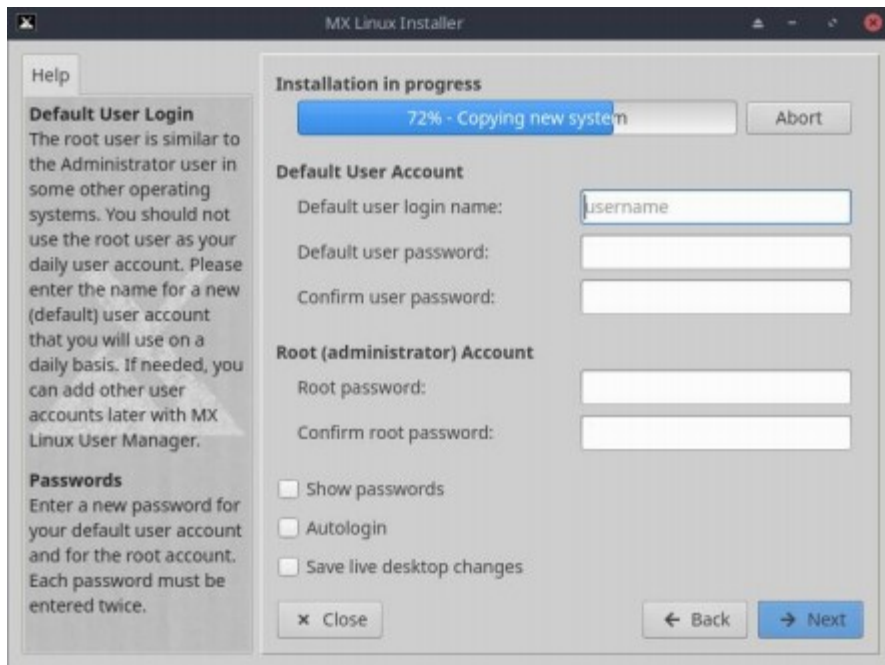 MX Linux Installer
Help
Default User Login
The root user is similar to
the Administrator user in
some other operating
systems. You should not
use the root user as your
daily user account. Please
enter the name for a new
(default) user account
that you will use on a
daily basis. If needed, you
can add other user
accounts later with MX
Linux User Manager.
Passwords
Enter a new password for
your default user account
and for the root account.
Each password must be
entered twice.
Installation in progress
72% - Copying new system
Abort
Default User Account
Default user login name:
username
Default user password:
Confirm user password:
Root (administrator) Account
Root password:
Confirm root password:
Show passwords
Autologin
Save live desktop changes
Close
Back
Next